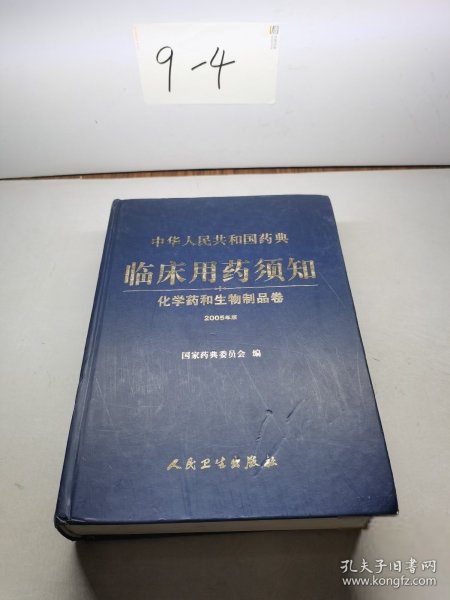 9-4
中华人民共和国药典
临床用药须知
化学药和生物制品卷
2005年版
国家药典委员会 编
人民卫生出版社
孔夫子旧书网
www.kongfz.com